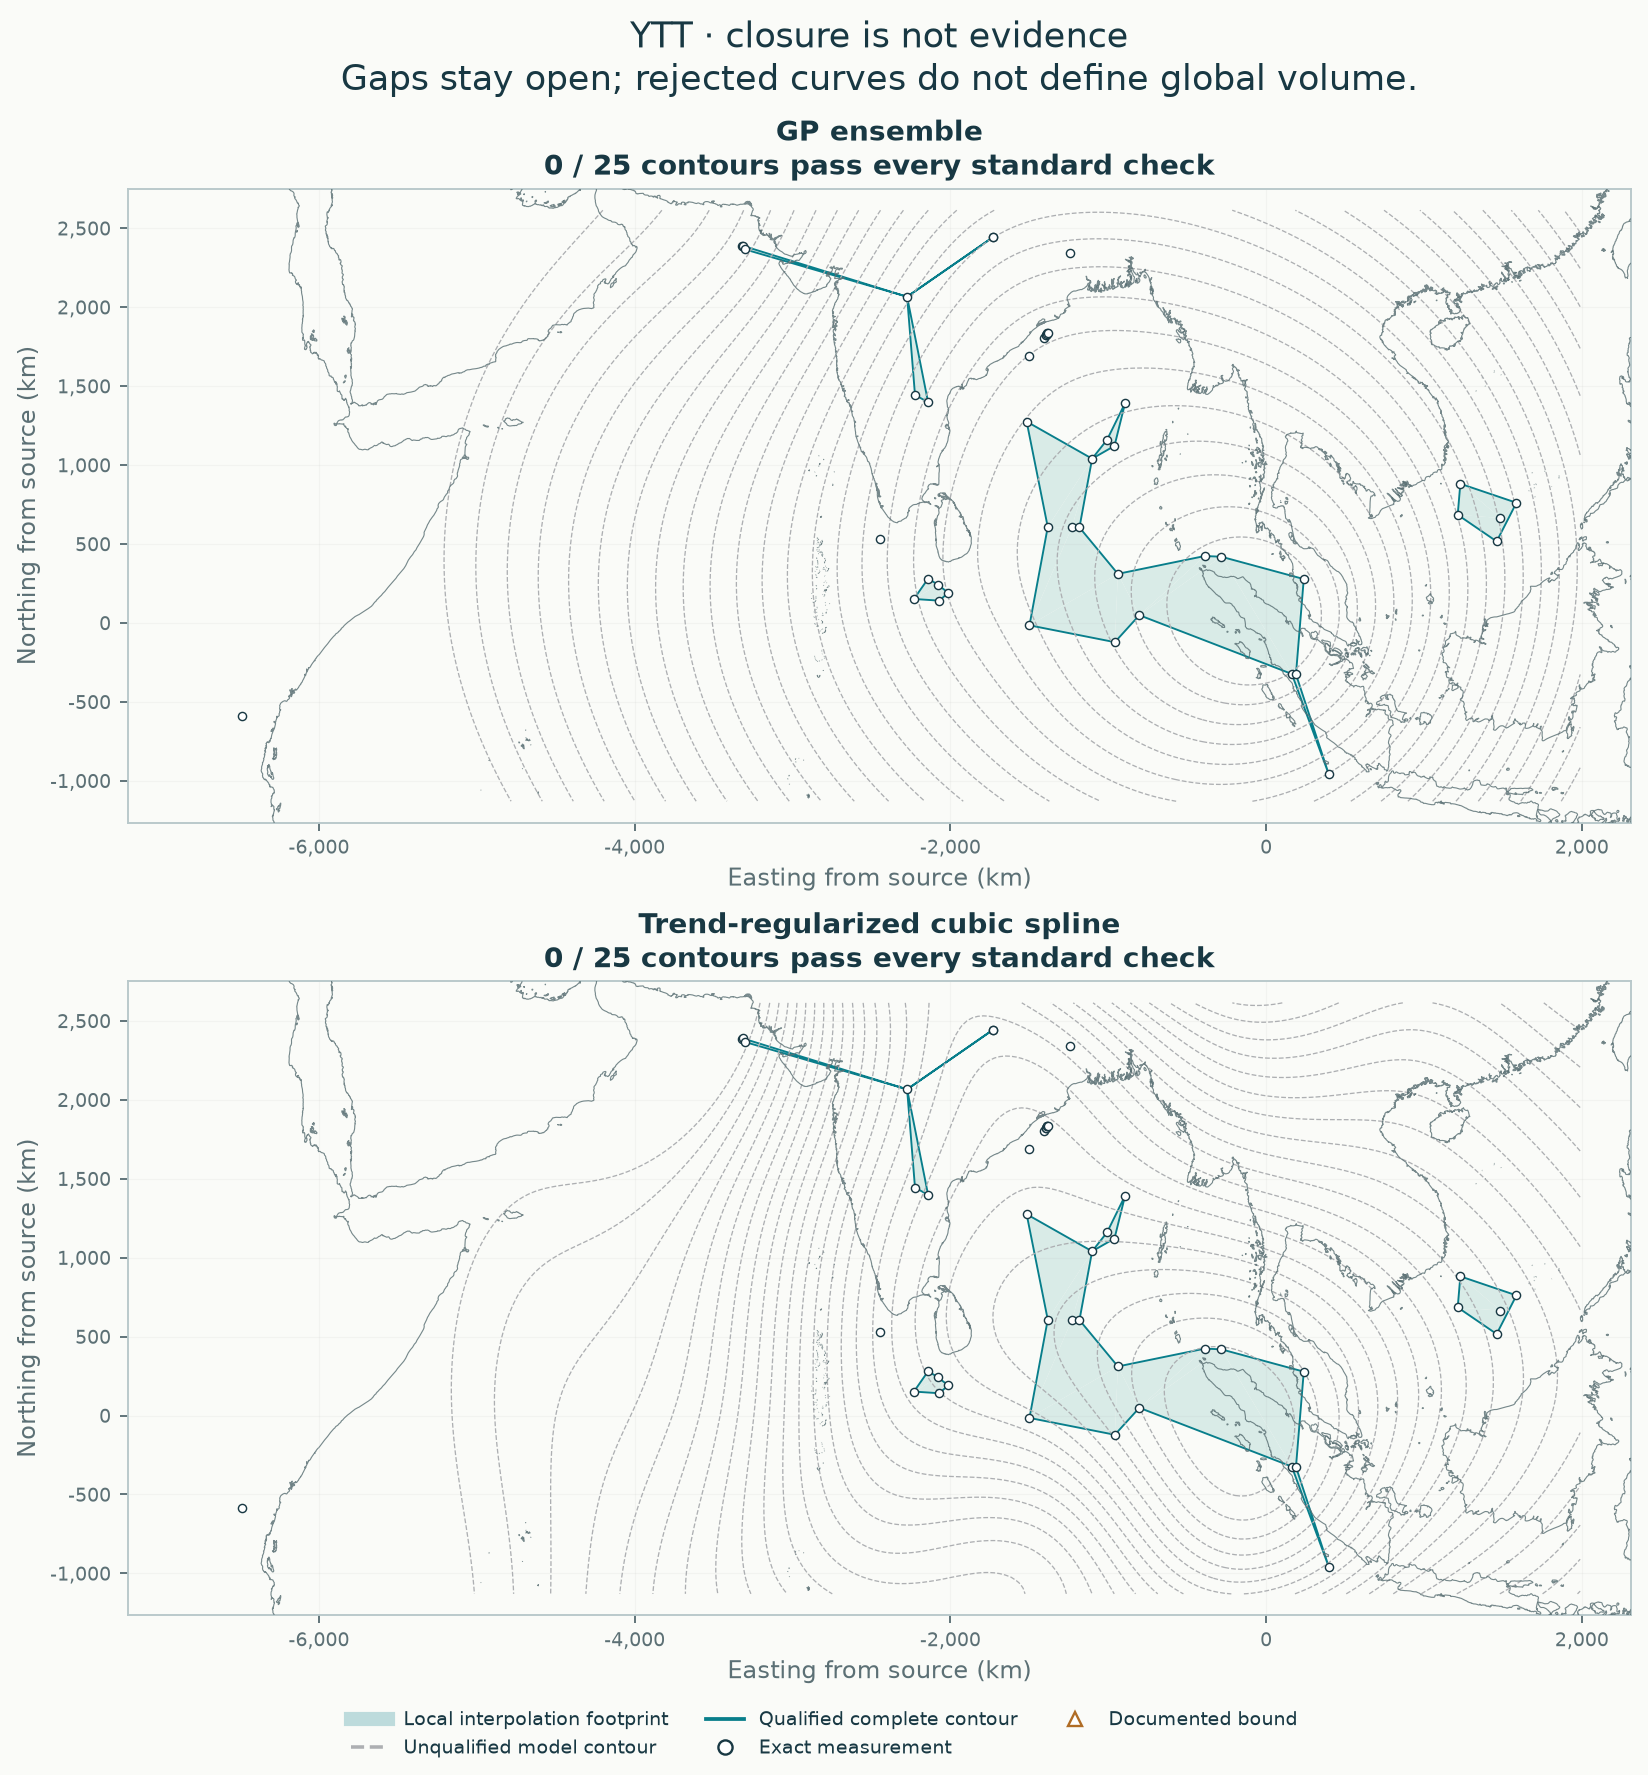 YTT · closure is not evidence
Gaps stay open; rejected curves do not define global volume.
GP ensemble
0 / 25 contours pass every standard check
Northing from source (km)
2,500
2,000
1,500
1,000
500
0
-500
-1,000
-6,000
-4,000
-2,000
0
2,000
Easting from source (km)
Trend-regularized cubic spline
0 / 25 contours pass every standard check
Northing from source (km)
2,500
2,000
1,500
1,000
500
0
-500
-1,000
-6,000
-4,000
-2,000
0
2,000
Easting from source (km)
Local interpolation footprint
Unqualified model contour
Qualified complete contour
Exact measurement
Documented bound